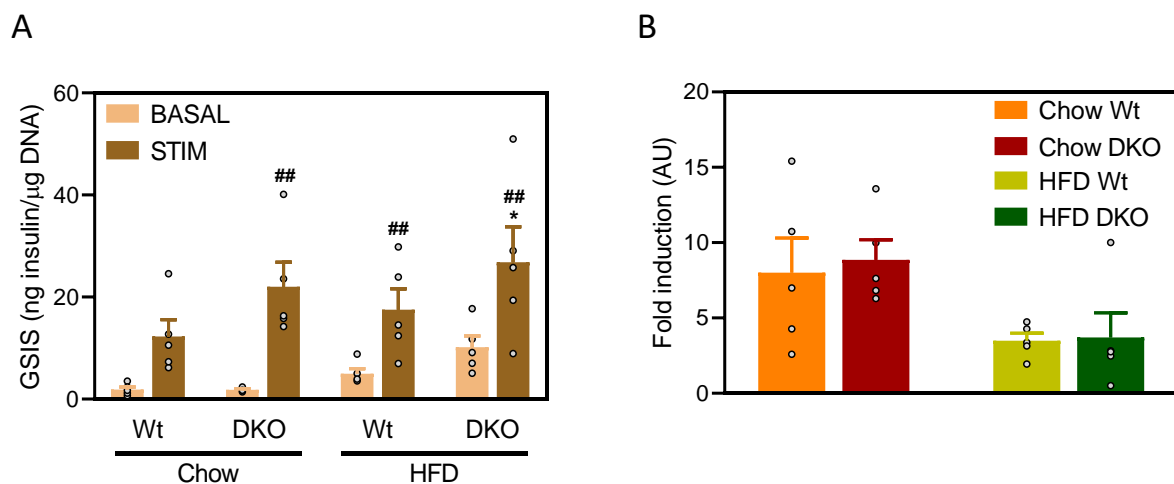 A
GSIS (ng insulin/μg DNA)
60
40
20
0
BASAL
STIM
##
##
##
*
Wt
DKO
Wt
DKO
Chow
HFD
B
Fold induction (AU)
20
15
10
5
0
Chow Wt
Chow DKO
HFD Wt
HFD DKO